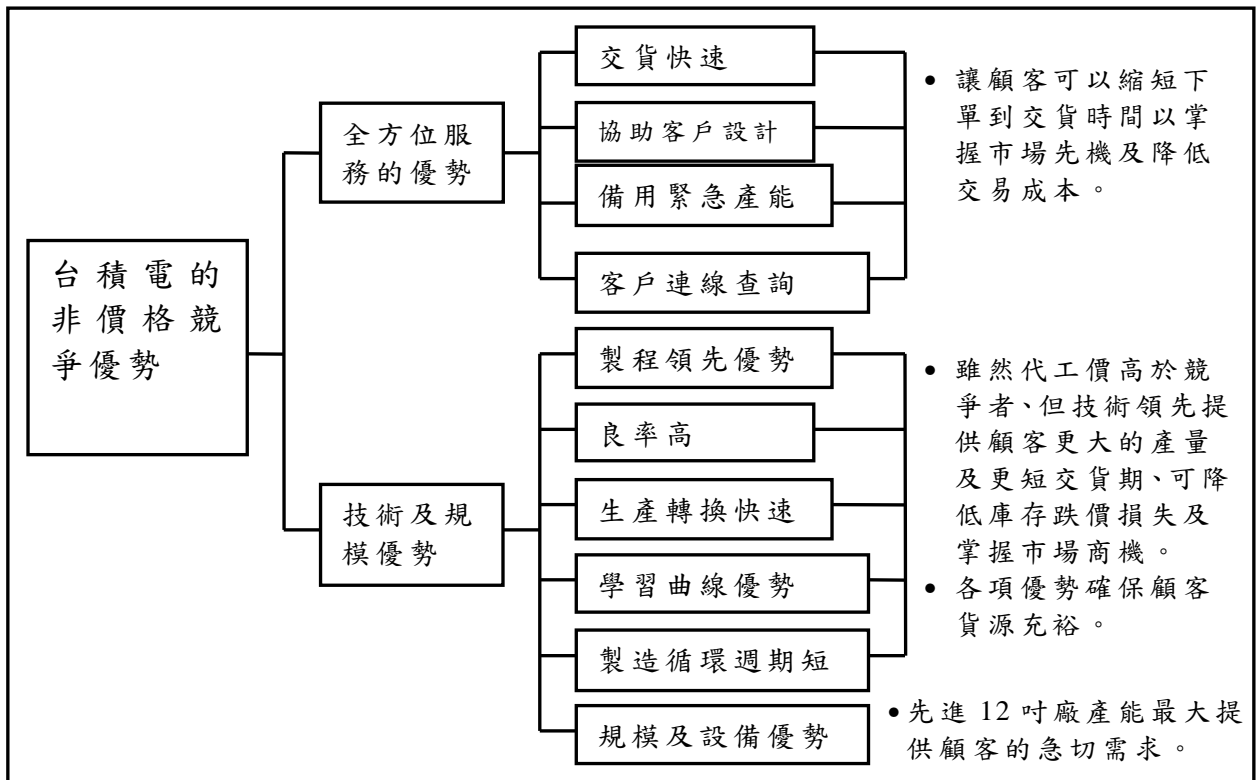 台積電的
非價格競
爭優勢
全方位服
務的優勢
交貨快速
協助客戶設計
備用緊急產能
客戶連線查詢
• 讓顧客可以縮短下
單到交貨時間以掌
握市場先機及降低
交易成本。
技術及規
模優勢
製程領先優勢
良率高
生產轉換快速
學習曲線優勢
製造循環週期短
規模及設備優勢
• 雖然代工價高於競
爭者、但技術領先提
供顧客更大的產量
及更短交貨期、可降
低庫存跌價損失及
掌握市場商機。
• 各項優勢確保顧客
貨源充裕。
• 先進 12 吋廠產能最大提
供顧客的急切需求。